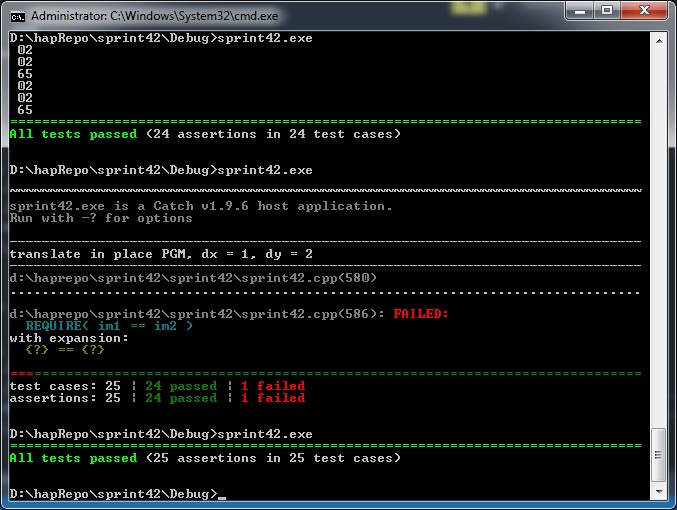 Administrator: C:\Windows\System32\cmd.exe
D:\hapRepo\sprint42\Debug>sprint42.exe
02
02
65
02
02
65
===============================================================================
All tests passed (24 assertions in 24 test cases)
D:\hapRepo\sprint42\Debug>sprint42.exe
~~~~~~~~~~~~~~~~~~~~~~~~~~~~~~~~~~~~~~~~~~~~~~~~~~~~~~~~~~~~~~~~~~~~~~~~~~~~~~~
sprint42.exe is a Catch v1.9.6 host application.
Run with -? for options
-------------------------------------------------------------------------------
translate in place PGM, dx = 1, dy = 2
-------------------------------------------------------------------------------
d:\haprepo\sprint42\sprint42\sprint42.cpp(580)
...............................................................................
d:\haprepo\sprint42\sprint42\sprint42.cpp(586): FAILED:
REQUIRE( im1 == im2 )
with expansion:
{?} == {?}
===============================================================================
test cases: 25 | 24 passed | 1 failed
assertions: 25 | 24 passed | 1 failed
D:\hapRepo\sprint42\Debug>sprint42.exe
===============================================================================
All tests passed (25 assertions in 25 test cases)
D:\hapRepo\sprint42\Debug>_